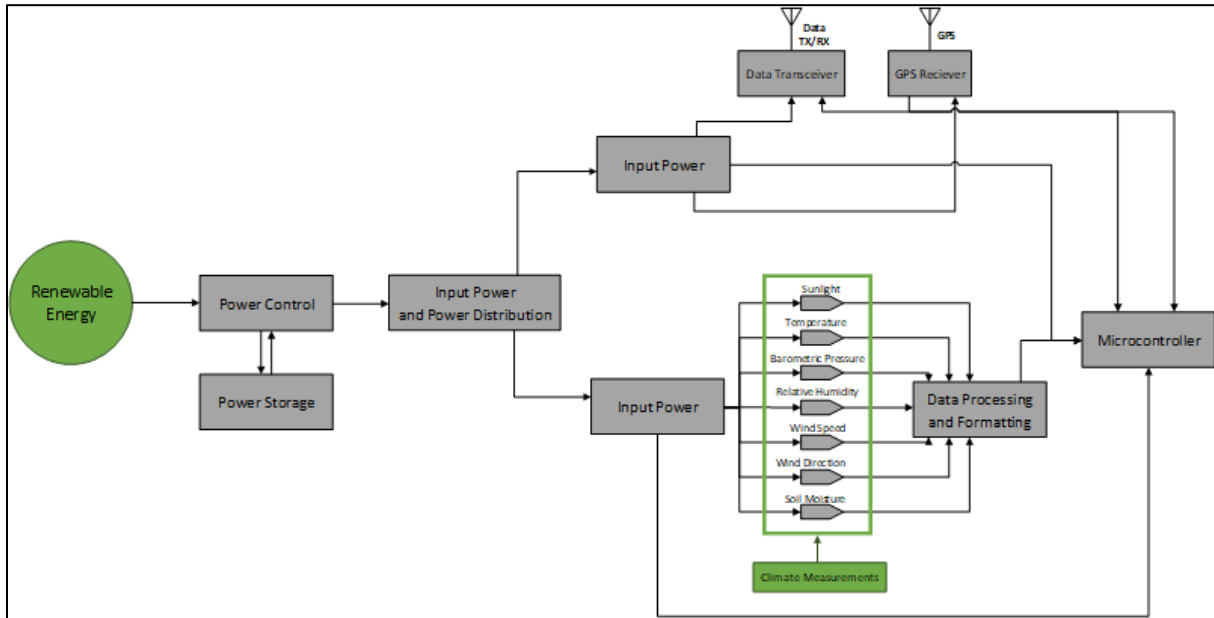 Data
TX/RX
GPS
Data Transceiver
GPS Reciever
Input Power
Renewable
Energy
Power Control
Input Power
and Power Distribution
Power Storage
Input Power
Sunlight
Temperature
Barometric Pressure
Relative Humidity
Wind Speed
Wind Direction
Soil Moisture
Data Processing
and Formatting
Microcontroller
Climate Measurements